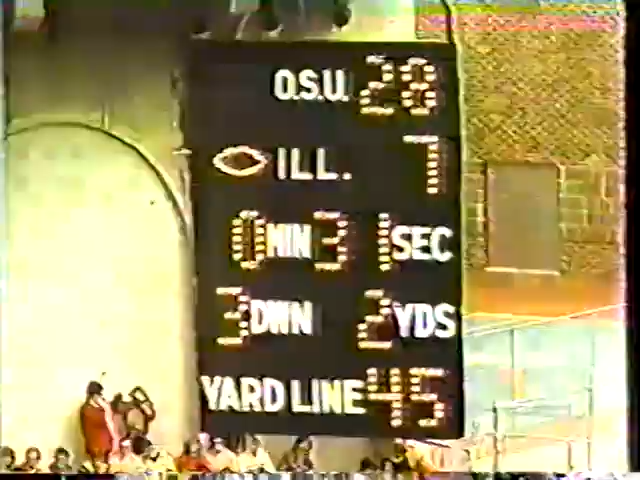 O.S.U. 28
ILL. 7
0 MIN 31 SEC
3 DWN 2 YDS
YARD LINE 45